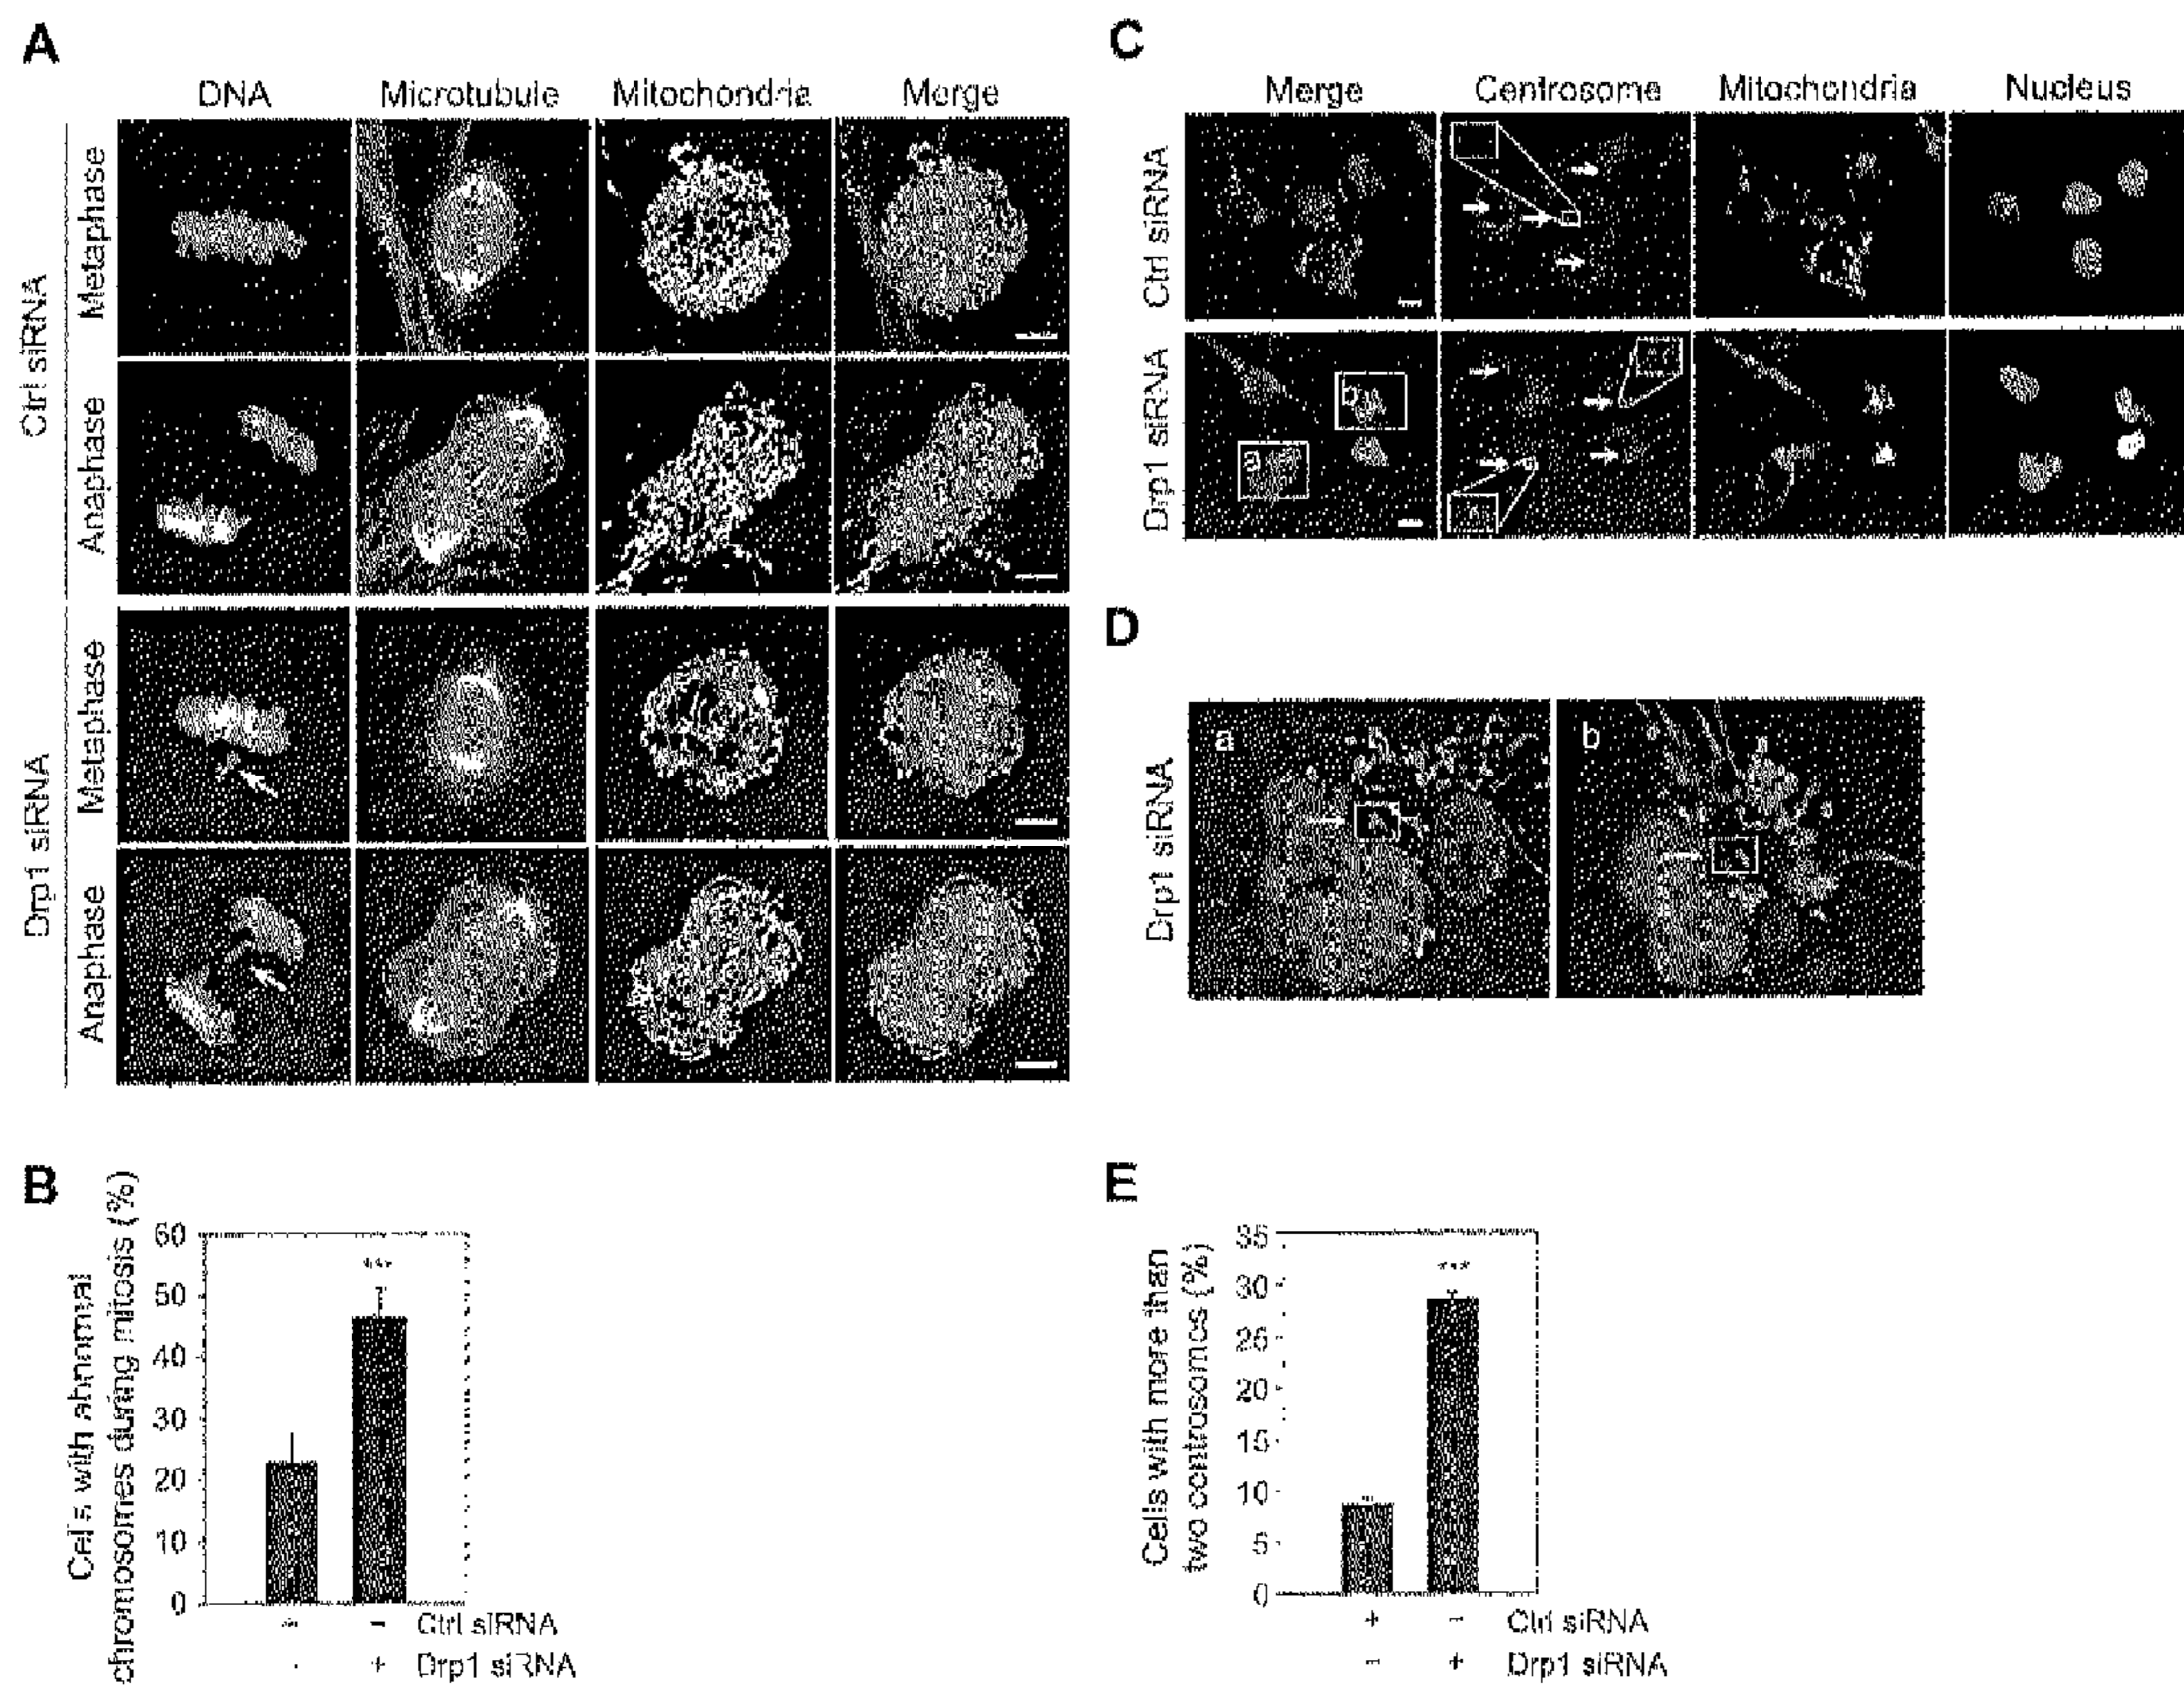 A
DNA Microtubule Mitochondria Merge
Ctrl siRNA
Metaphase
Anaphase
Drp1 siRNA
Metaphase
Anaphase
B
Cells with abnormal
chromosomes during mitosis (%)
60
50
40
30
20
10
0
***
+ - Ctrl siRNA
- + Drp1 siRNA
C
Merge Centrosome Mitochondria Nucleus
Ctrl siRNA
Drp1 siRNA
b
a
D
Drp1 siRNA
a b
E
Cells with more than
two centrosomes (%)
35
30
25
20
15
10
5
0
***
+ - Ctrl siRNA
- + Drp1 siRNA